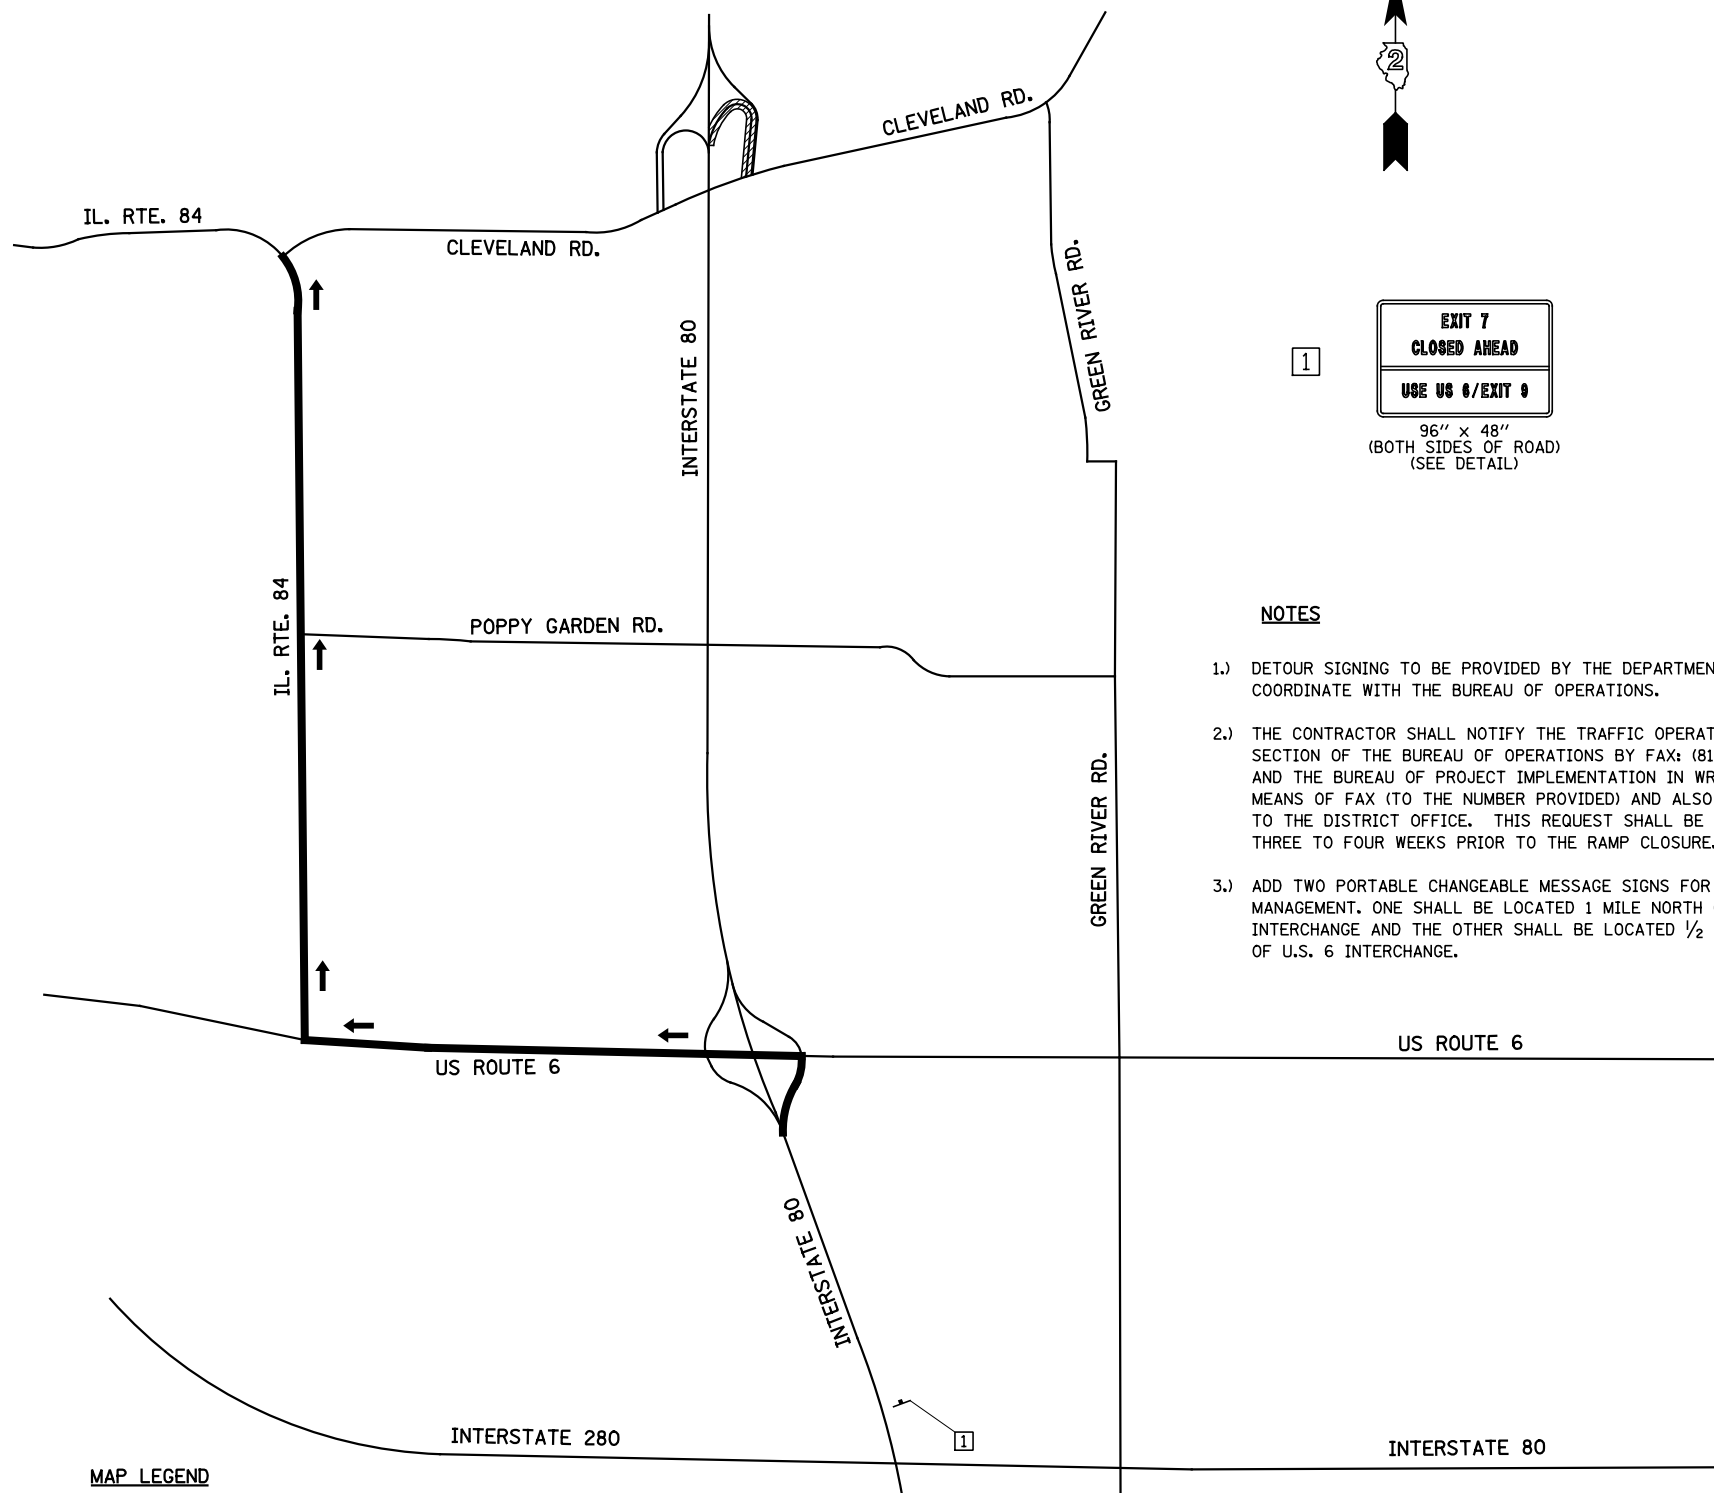 2
CLEVELAND RD.
IL. RTE. 84
CLEVELAND RD.
INTERSTATE 80
GREEN RIVER RD.
1
EXIT 7
CLOSED AHEAD
USE US 6/EXIT 9
96" x 48"
(BOTH SIDES OF ROAD)
(SEE DETAIL)
IL. RTE. 84
POPPY GARDEN RD.
NOTES
1.) DETOUR SIGNING TO BE PROVIDED BY THE DEPARTMEN
COORDINATE WITH THE BUREAU OF OPERATIONS.
2.) THE CONTRACTOR SHALL NOTIFY THE TRAFFIC OPERAT
SECTION OF THE BUREAU OF OPERATIONS BY FAX: (81
AND THE BUREAU OF PROJECT IMPLEMENTATION IN WR
MEANS OF FAX (TO THE NUMBER PROVIDED) AND ALSO
TO THE DISTRICT OFFICE. THIS REQUEST SHALL BE
THREE TO FOUR WEEKS PRIOR TO THE RAMP CLOSURE.
3.) ADD TWO PORTABLE CHANGEABLE MESSAGE SIGNS FOR
MANAGEMENT. ONE SHALL BE LOCATED 1 MILE NORTH
INTERCHANGE AND THE OTHER SHALL BE LOCATED 1/2
OF U.S. 6 INTERCHANGE.
GREEN RIVER RD.
US ROUTE 6
US ROUTE 6
INTERSTATE 80
1
INTERSTATE 280
INTERSTATE 80
MAP LEGEND